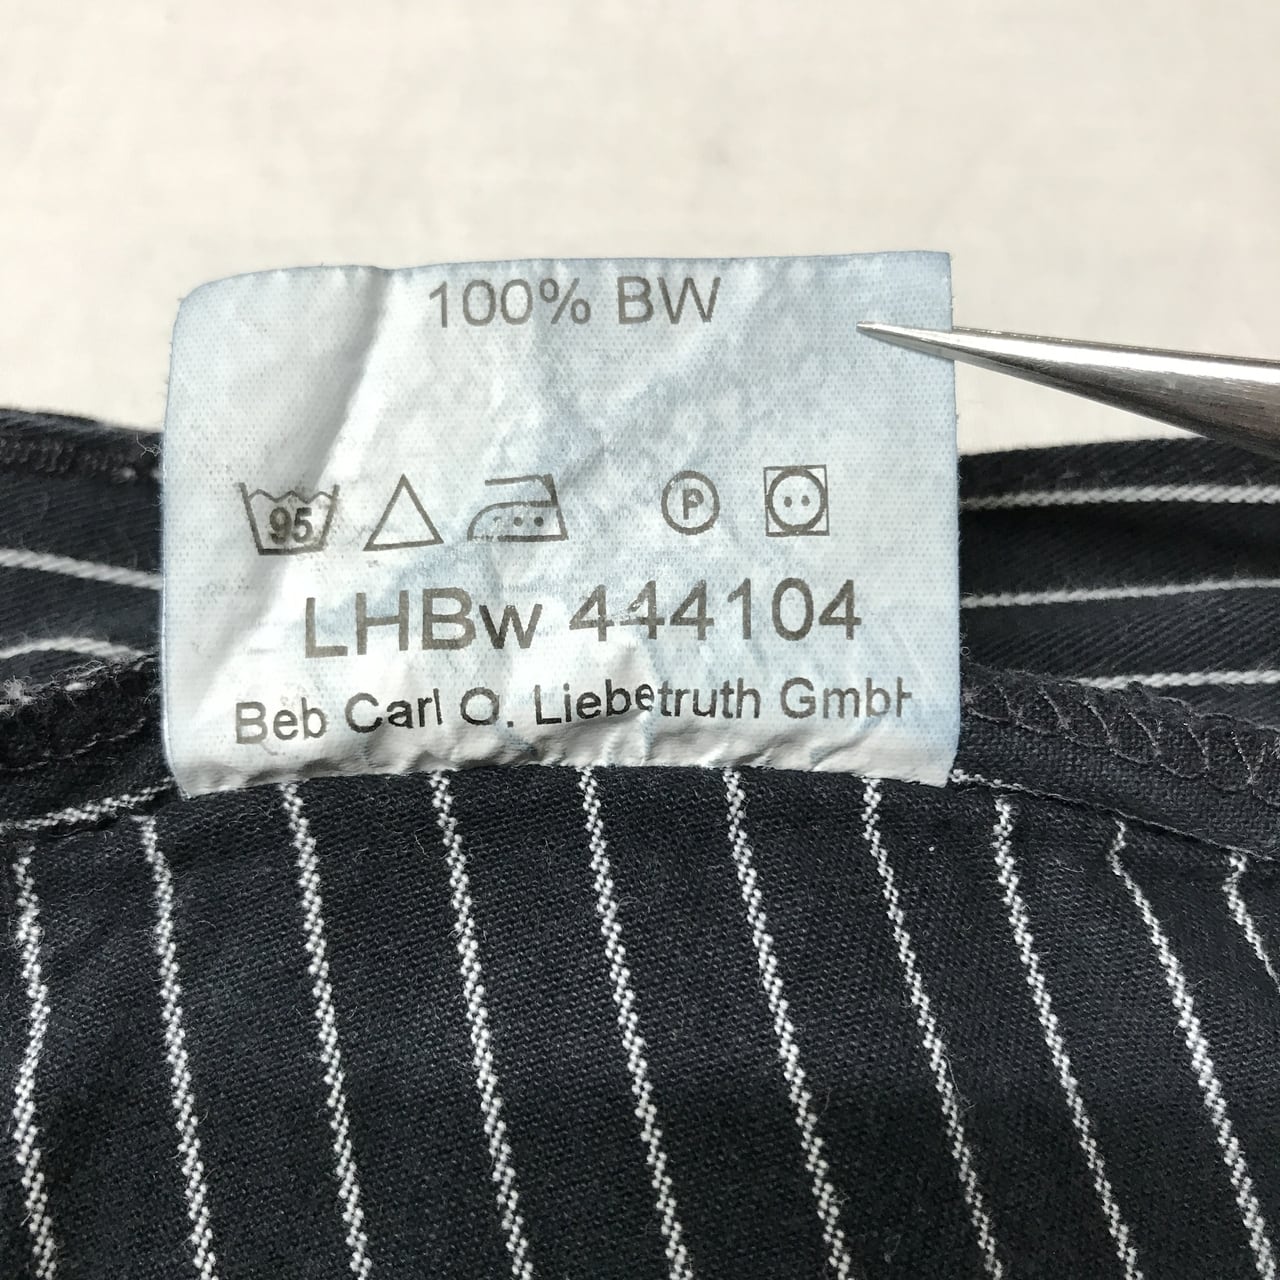 100% BW
95 P
LHBw 444104
Beb Carl O. Liebetruth GmbH